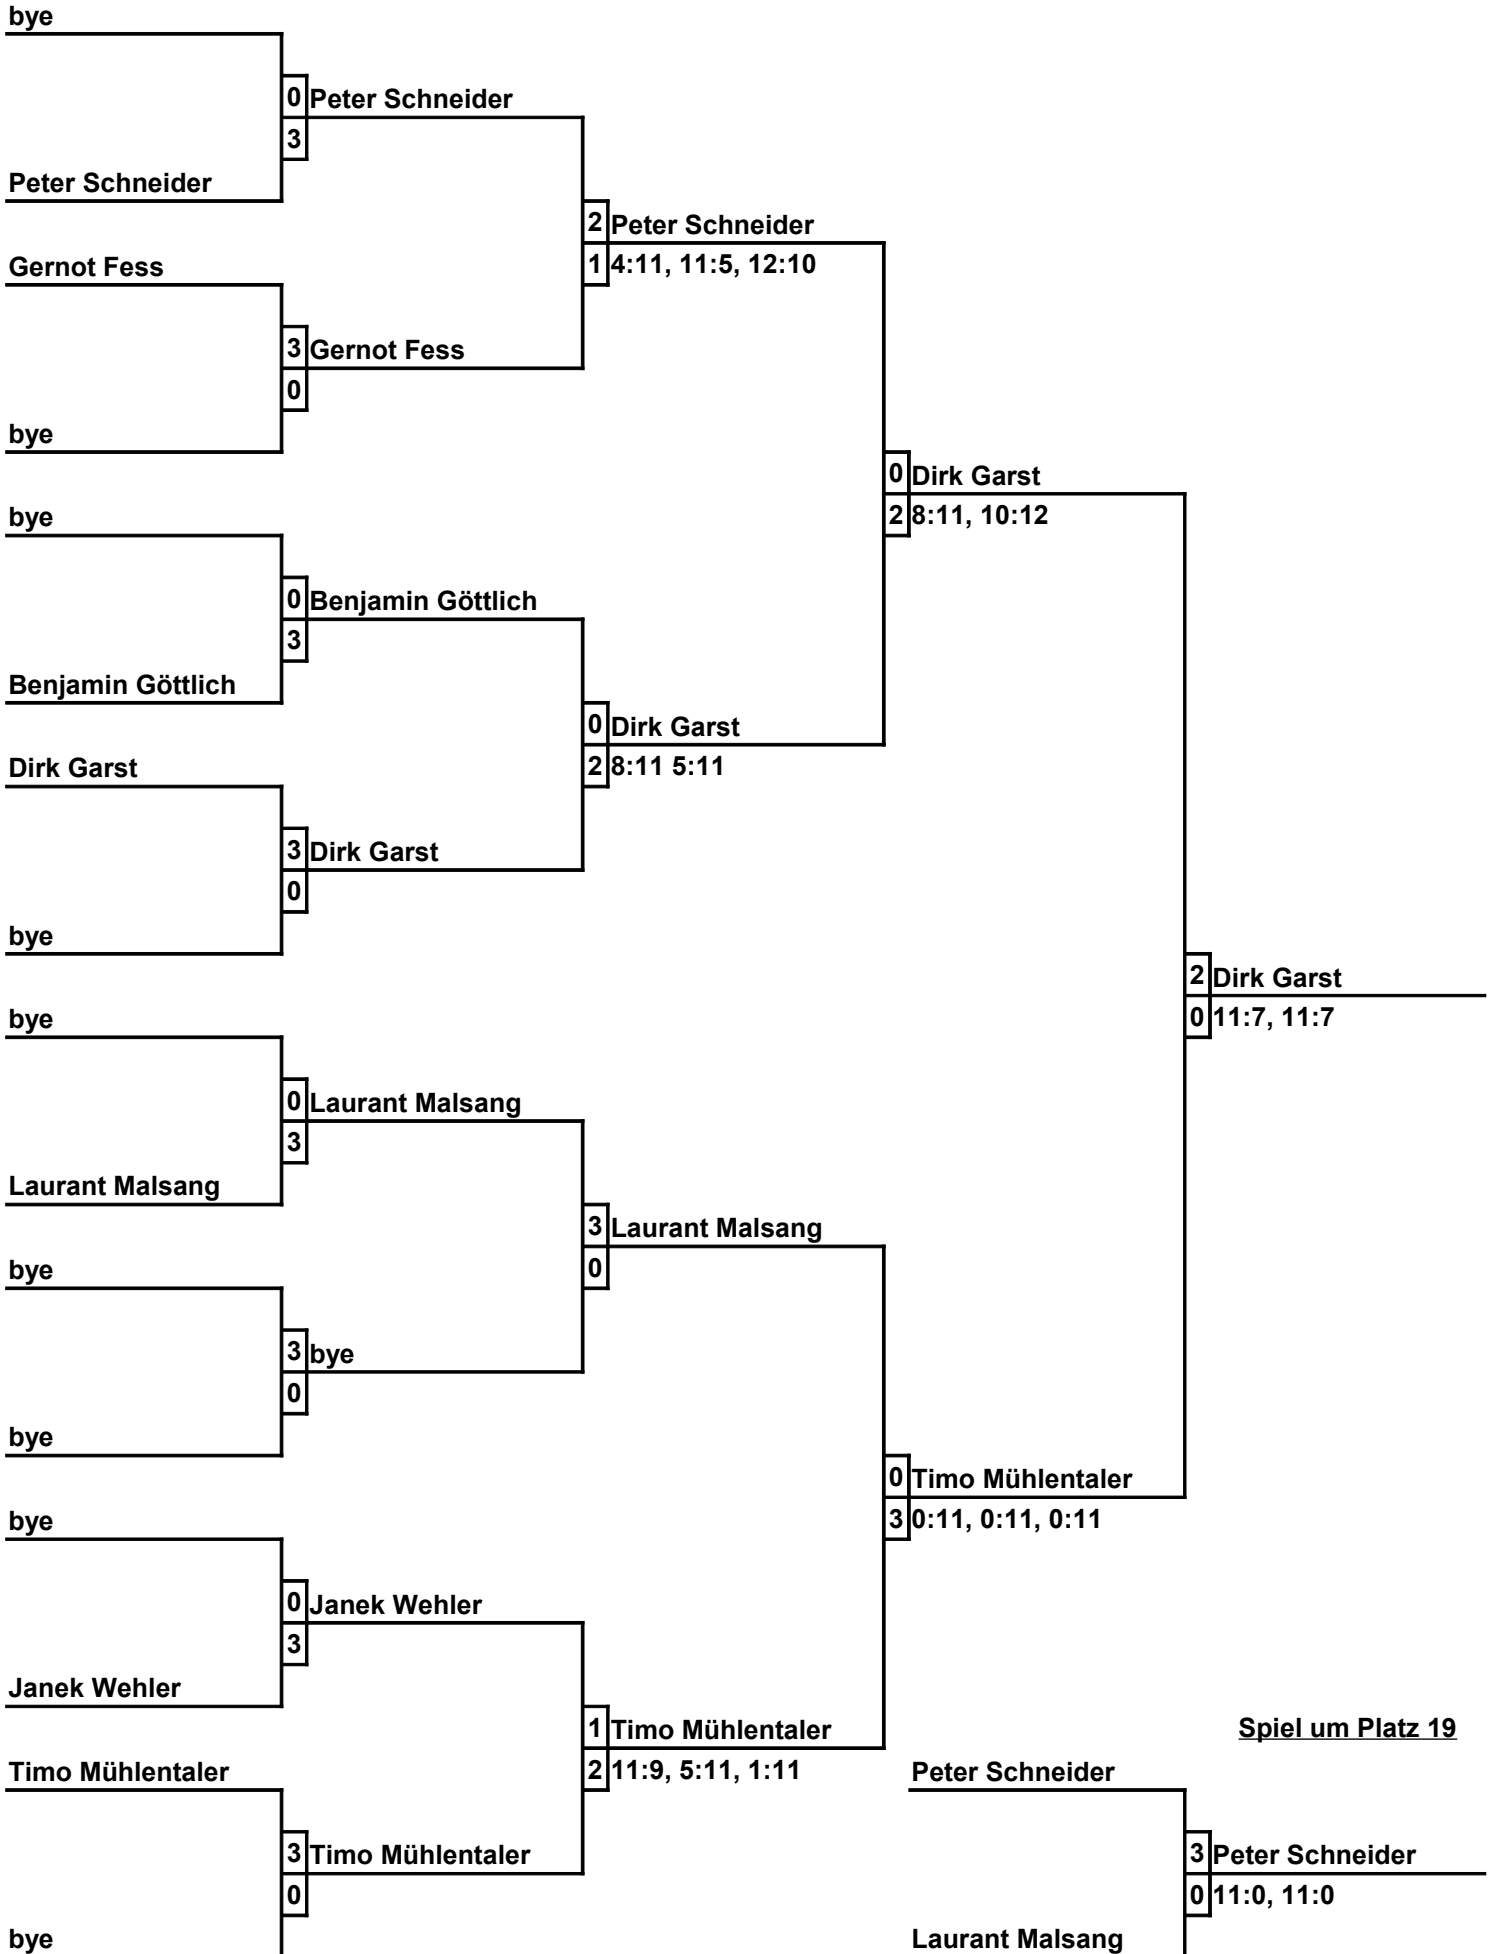 bye
0 Peter Schneider
3
Peter Schneider
2 Peter Schneider
Gernot Fess
1 4:11, 11:5, 12:10
3 Gernot Fess
0
bye
0 Dirk Garst
bye
2 8:11, 10:12
0 Benjamin Göttlich
3
Benjamin Göttlich
0 Dirk Garst
Dirk Garst
2 8:11 5:11
3 Dirk Garst
0
bye
2 Dirk Garst
bye
0 11:7, 11:7
0 Laurant Malsang
3
Laurant Malsang
3 Laurant Malsang
bye
0
3 bye
0
bye
0 Timo Mühlentaler
bye
3 0:11, 0:11, 0:11
0 Janek Wehler
3
Janek Wehler
1 Timo Mühlentaler
Spiel um Platz 19
Timo Mühlentaler
2 11:9, 5:11, 1:11
Peter Schneider
3 Timo Mühlentaler
3 Peter Schneider
0
0 11:0, 11:0
bye
Laurant Malsang